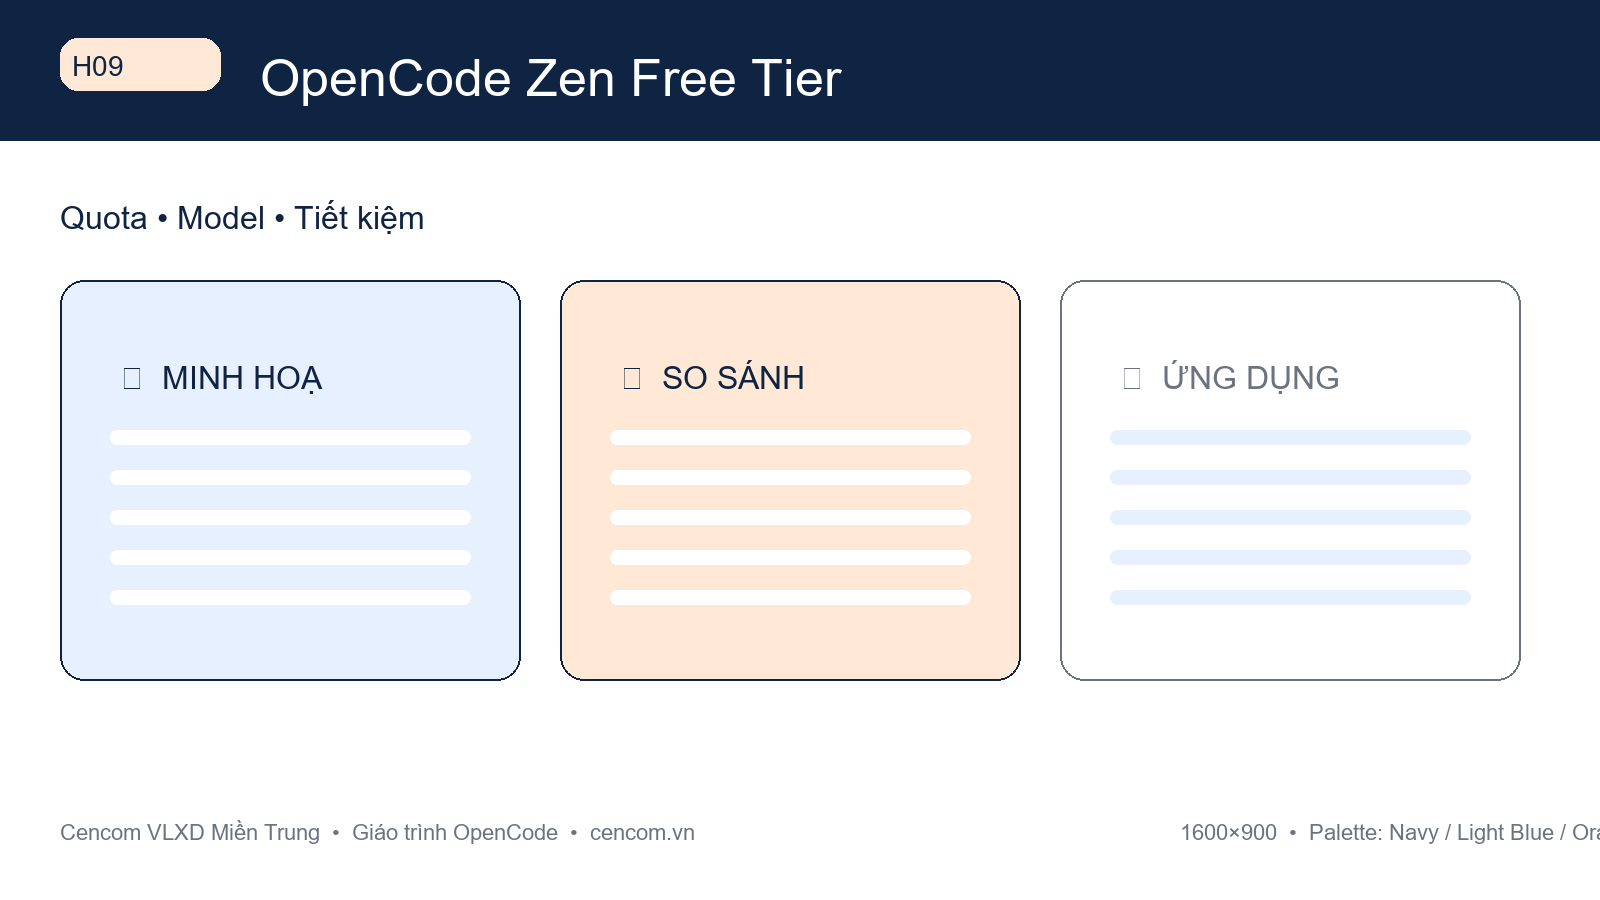 H09
OpenCode Zen Free Tier
Quota • Model • Tiết kiệm
MINH HOẠ
SO SÁNH
ỨNG DỤNG
Cencom VLXD Miền Trung • Giáo trình OpenCode • cencom.vn
1600×900 • Palette: Navy / Light Blue / Ora